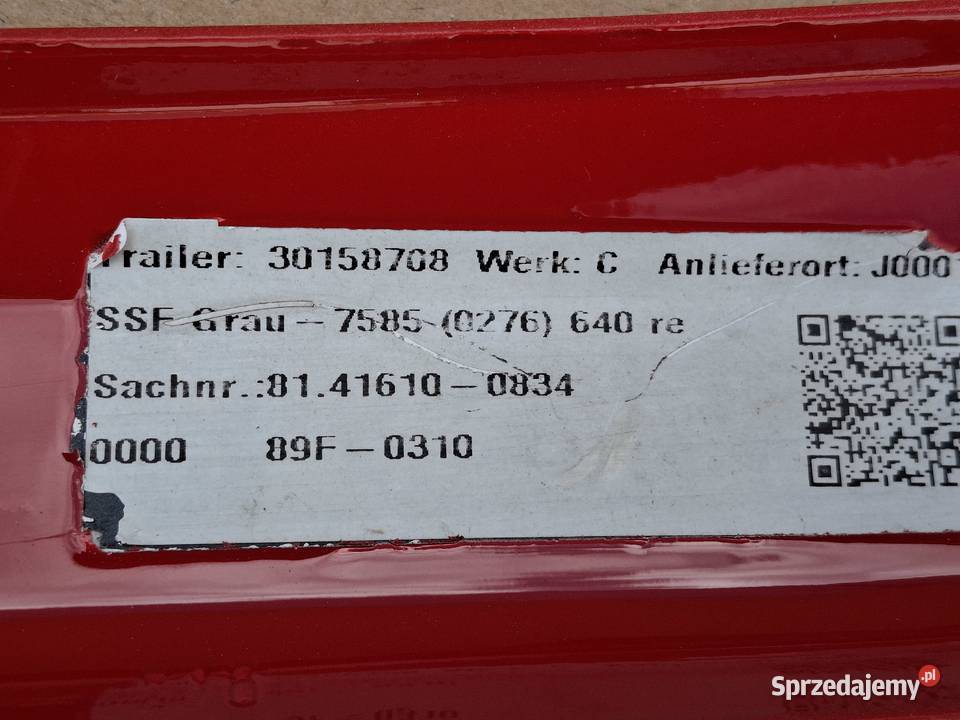 Trailer: 30158708 Werk: C Anlieferort: J000
SSF Grau - 7585 (0276) 640 re
Sachnr.:81.41610-0834
0000 89F-0310
Sprzedajemy.pl